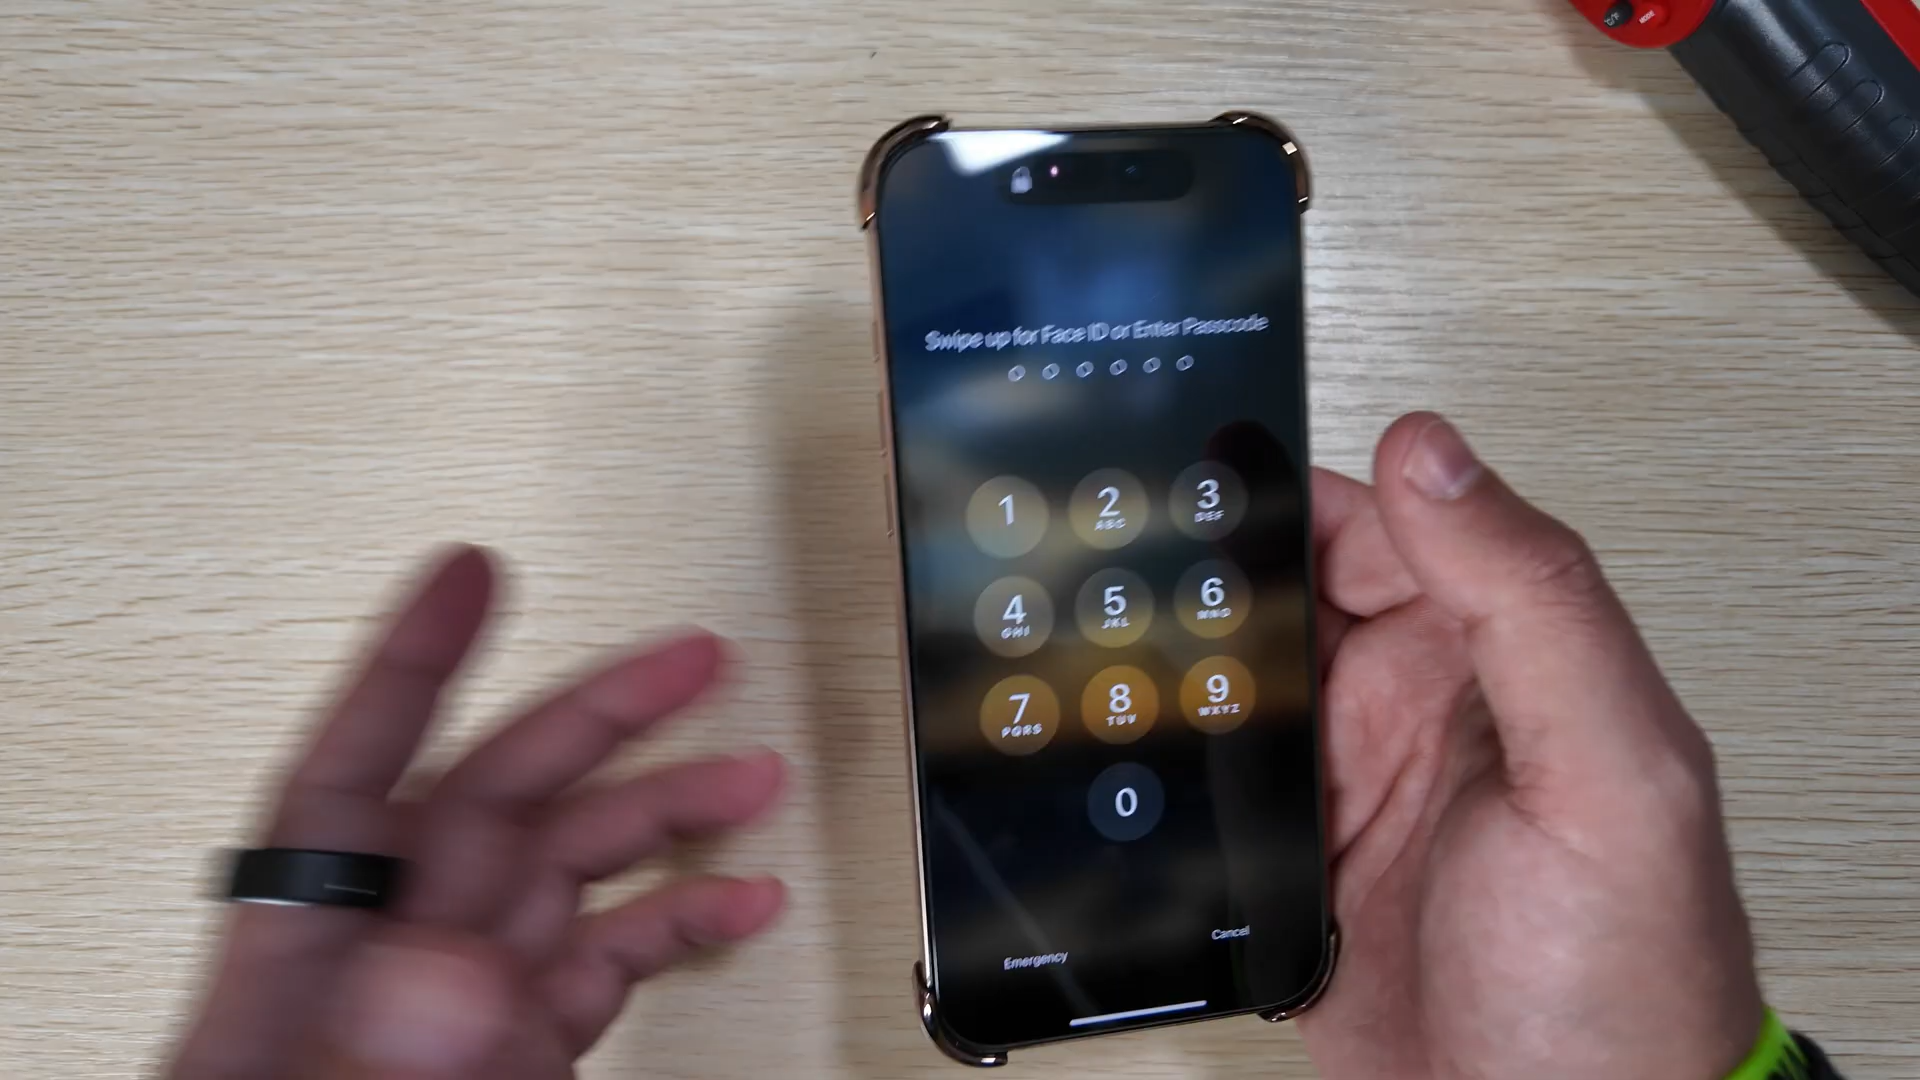 MODE
Swipe up for Face ID or Enter Passcode
1
2
ABC
3
DEF
4
GHI
5
JKL
6
MNO
7
PQRS
8
TUV
9
WXYZ
0
Cancel
Emergency